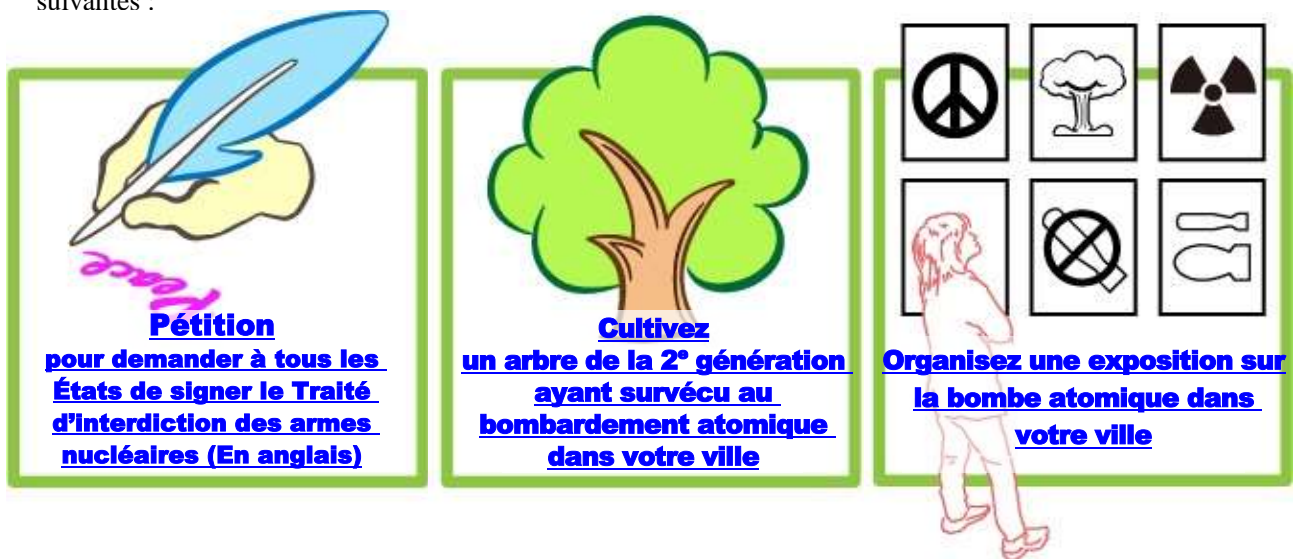 suivantes :
Peace
Pétition
pour demander à tous les
États de signer le Traité
d’interdiction des armes
nucléaires (En anglais)
Cultivez
un arbre de la 2e génération
ayant survécu au
bombardement atomique
dans votre ville
Organisez une exposition sur
la bombe atomique dans
votre ville